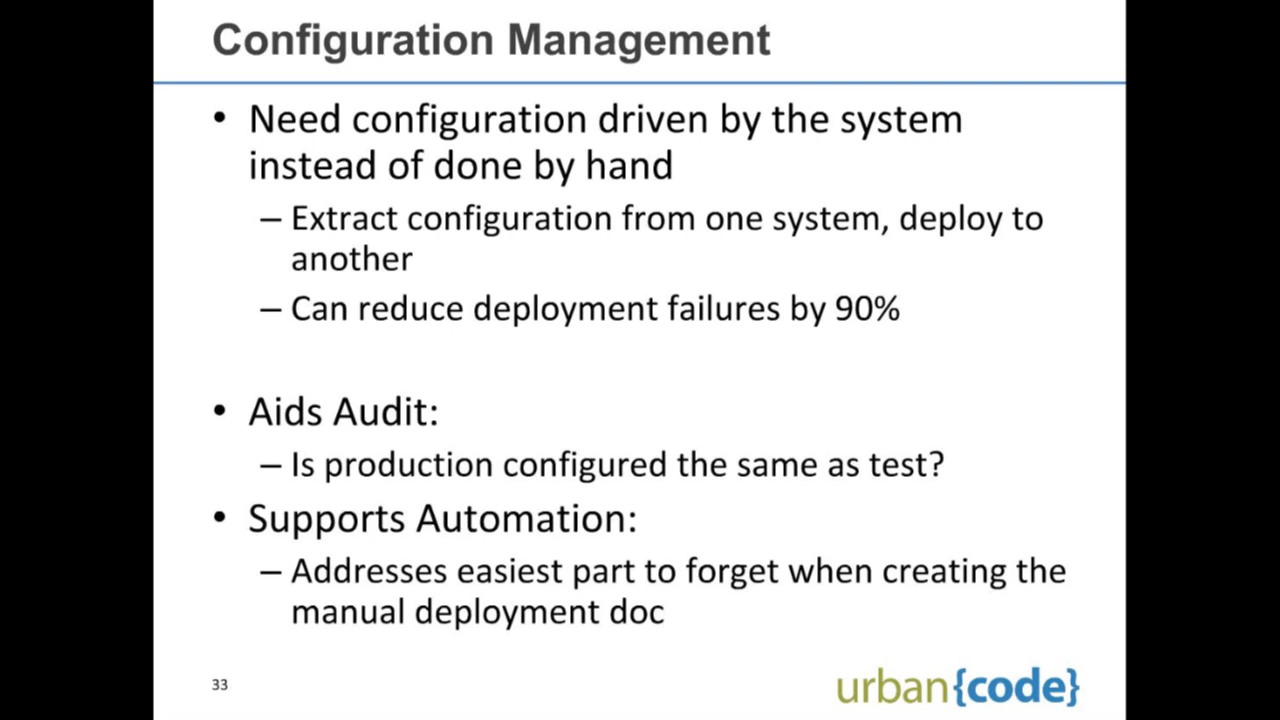 Configuration Management
• Need configuration driven by the system
instead of done by hand
– Extract configuration from one system, deploy to
another
– Can reduce deployment failures by 90%
• Aids Audit:
– Is production configured the same as test?
• Supports Automation:
– Addresses easiest part to forget when creating the
manual deployment doc
33
urban{code}